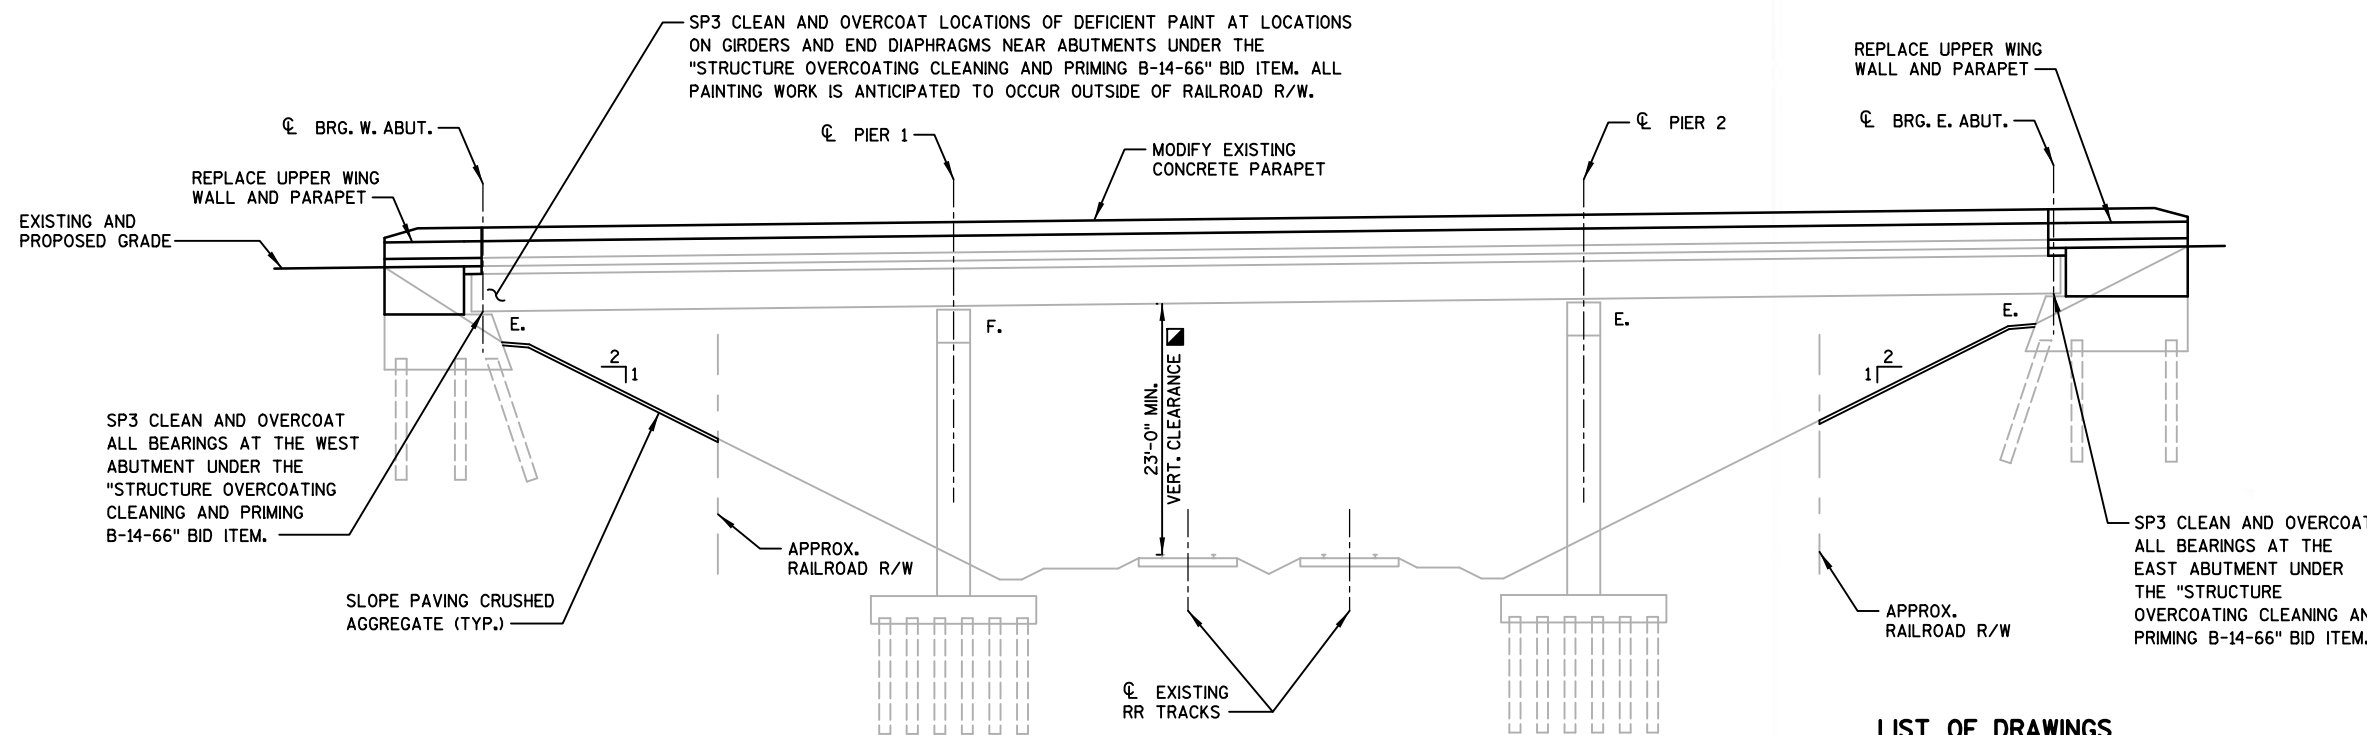 SP3 CLEAN AND OVERCOAT LOCATIONS OF DEFICIENT PAINT AT LOCATIONS
ON GIRDERS AND END DIAPHRAGMS NEAR ABUTMENTS UNDER THE
"STRUCTURE OVERCOATING CLEANING AND PRIMING B-14-66" BID ITEM. ALL
PAINTING WORK IS ANTICIPATED TO OCCUR OUTSIDE OF RAILROAD R/W.
REPLACE UPPER WING
WALL AND PARAPET
℄ BRG. W. ABUT.
℄ PIER 1
℄ PIER 2
℄ BRG. E. ABUT.
MODIFY EXISTING
CONCRETE PARAPET
REPLACE UPPER WING
WALL AND PARAPET
EXISTING AND
PROPOSED GRADE
E.
F.
E.
E.
2
1
23'-0" MIN.
VERT. CLEARANCE
2
1
SP3 CLEAN AND OVERCOAT
ALL BEARINGS AT THE WEST
ABUTMENT UNDER THE
"STRUCTURE OVERCOATING
CLEANING AND PRIMING
B-14-66" BID ITEM.
APPROX.
RAILROAD R/W
SLOPE PAVING CRUSHED
AGGREGATE (TYP.)
℄ EXISTING
RR TRACKS
APPROX.
RAILROAD R/W
SP3 CLEAN AND OVERCOAT
ALL BEARINGS AT THE
EAST ABUTMENT UNDER
THE "STRUCTURE
OVERCOATING CLEANING AN
PRIMING B-14-66" BID ITEM.
LIST OF DRAWINGS